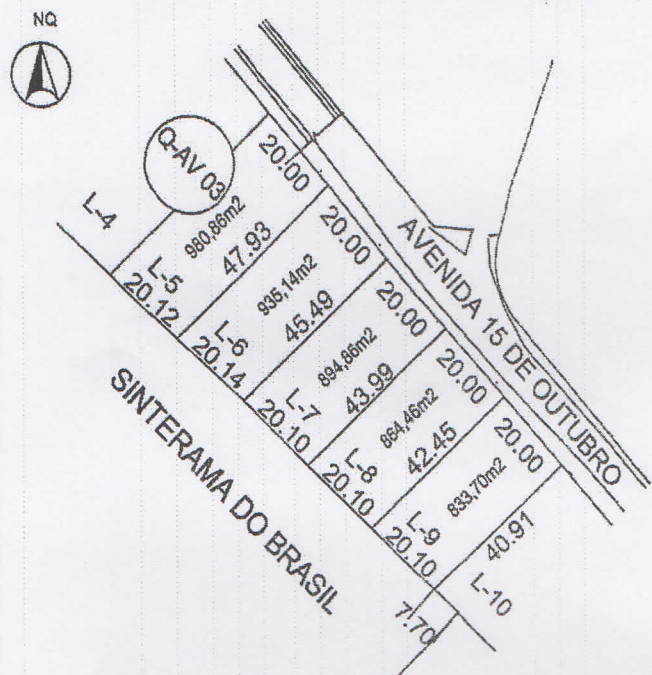 NQ
Q-AV 03
L-4
20.00
980,86m2
47.93
L-5
20.12
20.00
935,14m2
45.49
L-6
20.14
20.00
894,86m2
43.99
L-7
20.10
20.00
864,46m2
42.45
L-8
20.10
20.00
833,70m2
40.91
L-9
20.10
L-10
7.70
AVENIDA 15 DE OUTUBRO
SINTERAMA DO BRASIL